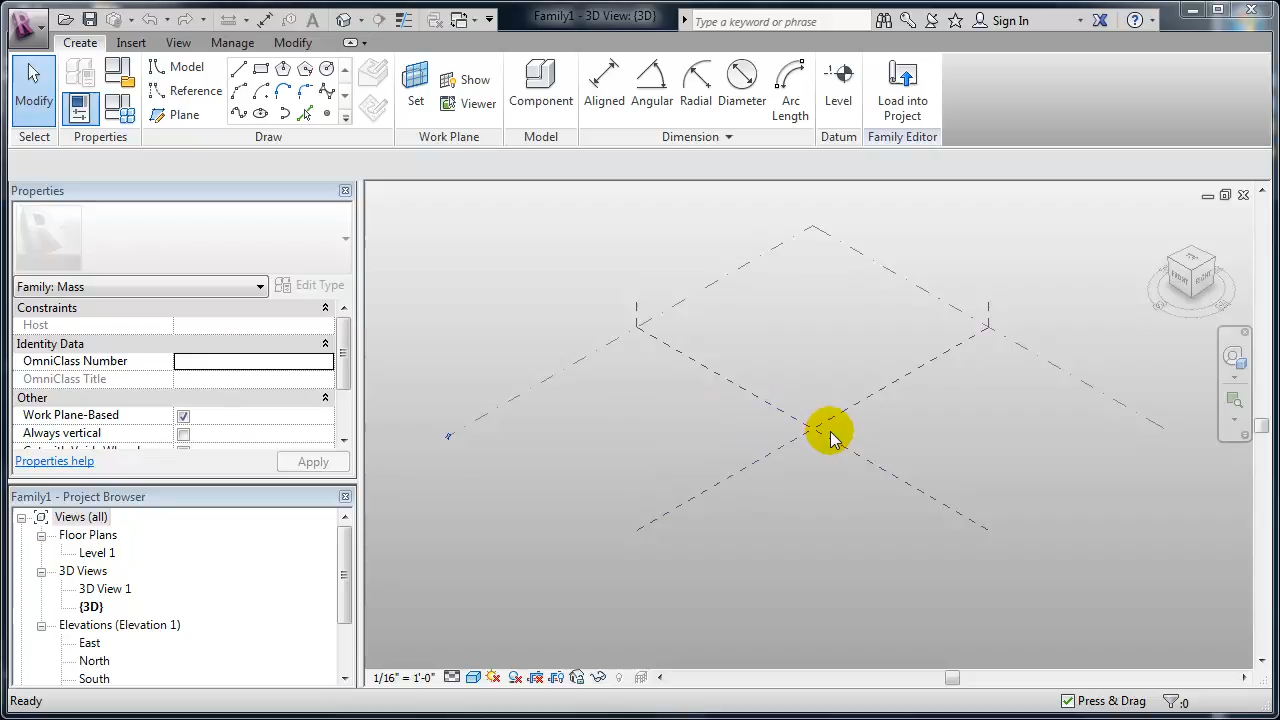 Family1 - 3D View: {3D}
Type a keyword or phrase
Sign In
Create
Insert
View
Manage
Modify
Modify
Select
Properties
Model
Reference
Plane
Draw
Set
Show
Viewer
Work Plane
Component
Model
Aligned
Angular
Radial
Diameter
Arc
Length
Dimension
Level
Datum
Load into
Project
Family Editor
Properties
Family: Mass
Edit Type
Constraints
Host
Identity Data
OmniClass Number
OmniClass Title
Other
Work Plane-Based
Always vertical
Properties help
Apply
Family1 - Project Browser
Views (all)
Floor Plans
Level 1
3D Views
3D View 1
{3D}
Elevations (Elevation 1)
East
North
South
TOP
FRONT
RIGHT
1/16" = 1'-0"
Ready
Press & Drag
:0